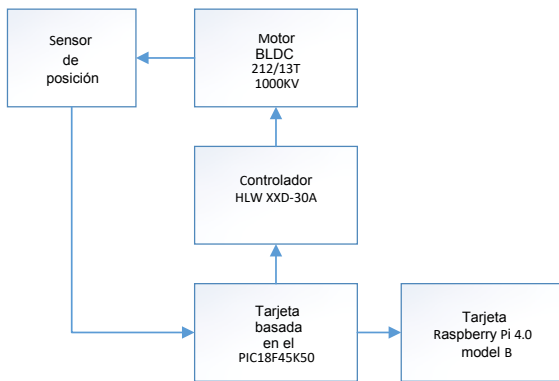 Sensor
de
posición
Motor
BLDC
212/13T
1000KV
Controlador
HLW XXD-30A
Tarjeta
basada
en el
PIC18F45K50
Tarjeta
Raspberry Pi 4.0
model B